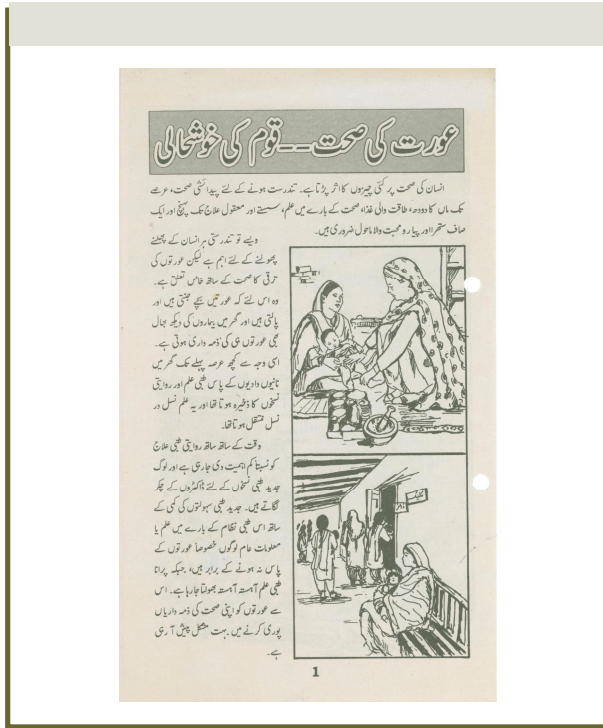 عورت کی صحت -- قوم کی خوشحالی
انسان کی صحت پر کئی چیزوں کا اثر پڑتا ہے۔ تندرست ہونے کے لئے پیدائشی صحت، عرصے
تک ماں کا دودھ، طاقت والی غذا، صحت کے بارے میں علم، سستے اور معقول علاج تک پہنچ اور ایک
صاف ستھرا اور پیار و محبت والا ماحول ضروری ہیں۔
ویسے تو تندرستی ہر انسان کے پھلنے
پھولنے کے لئے اہم ہے لیکن عورتوں کی
ترقی کا صحت کے ساتھ خاص تعلق ہے۔
وہ اس لئے کہ عورتیں بچے جنتی ہیں اور
پالتی ہیں اور گھر میں بیماروں کی دیکھ بھال
بھی عورتوں ہی کی ذمہ داری ہوتی ہے۔
اسی وجہ سے کچھ عرصہ پہلے تک گھر میں
نانیوں دادیوں کے پاس طبی علم اور روایتی
نسخوں کا ذخیرہ ہوتا تھا اور یہ علم نسل در
نسل منتقل ہوتا تھا۔
وقت کے ساتھ ساتھ روایتی طبی علاج
کو نسبتاً کم اہمیت دی جا رہی ہے اور لوگ
جدید طبی نسخوں کے لئے ڈاکٹروں کے چکر
لگاتے ہیں۔ جدید طبی سہولتوں کی کمی کے
ساتھ اس طبی نظام کے بارے میں علم یا
معلومات عام لوگوں خصوصاً عورتوں کے
پاس نہ ہونے کے برابر ہیں، جبکہ پرانا
طبی علم آہستہ آہستہ بھولتا جا رہا ہے۔ اس
سے عورتوں کو اپنی صحت کی ذمہ داریاں
پوری کرنے میں بہت مشکل پیش آ رہی
ہے۔
1